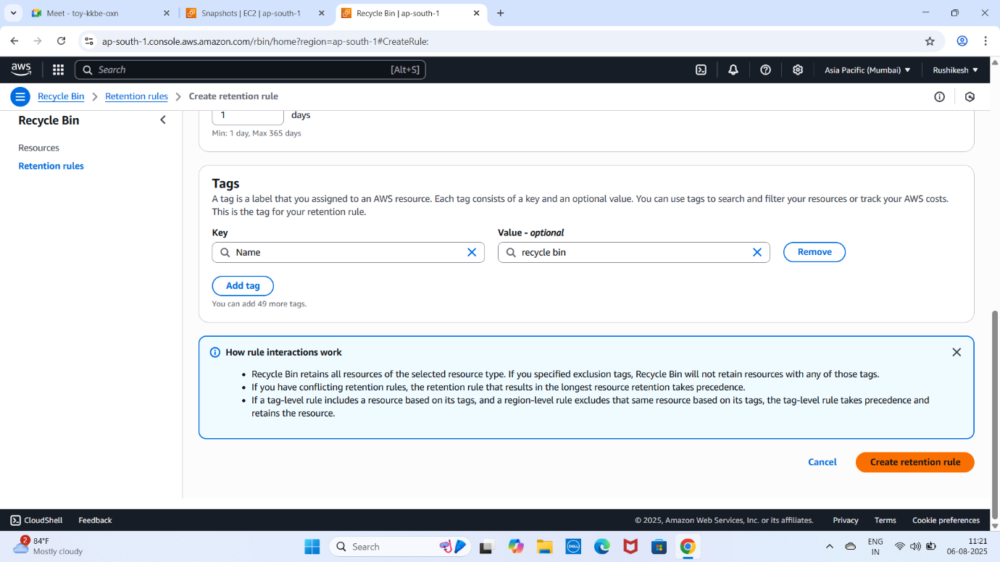 Meet - toy-kkbe-oxn
Snapshots | EC2 | ap-south-1
Recycle Bin | ap-south-1
ap-south-1.console.aws.amazon.com/rbin/home?region=ap-south-1#CreateRule:
aws
Search
[Alt+S]
Asia Pacific (Mumbai)
Rushikesh
Recycle Bin
Retention rules
Create retention rule
Recycle Bin
Resources
Retention rules
1
days
Min: 1 day, Max 365 days
Tags
A tag is a label that you assigned to an AWS resource. Each tag consists of a key and an optional value. You can use tags to search and filter your resources or track your AWS costs.
This is the tag for your retention rule.
Key
Value - optional
Name
recycle bin
Remove
Add tag
You can add 49 more tags.
How rule interactions work
• Recycle Bin retains all resources of the selected resource type. If you specified exclusion tags, Recycle Bin will not retain resources with any of those tags.
• If you have conflicting retention rules, the retention rule that results in the longest resource retention takes precedence.
• If a tag-level rule includes a resource based on its tags, and a region-level rule excludes that same resource based on its tags, the tag-level rule takes precedence and
retains the resource.
Cancel
Create retention rule
CloudShell
Feedback
© 2025, Amazon Web Services, Inc. or its affiliates.
Privacy
Terms
Cookie preferences
2
84°F
Mostly cloudy
Search
DELL
ENG
IN
11:21
06-08-2025